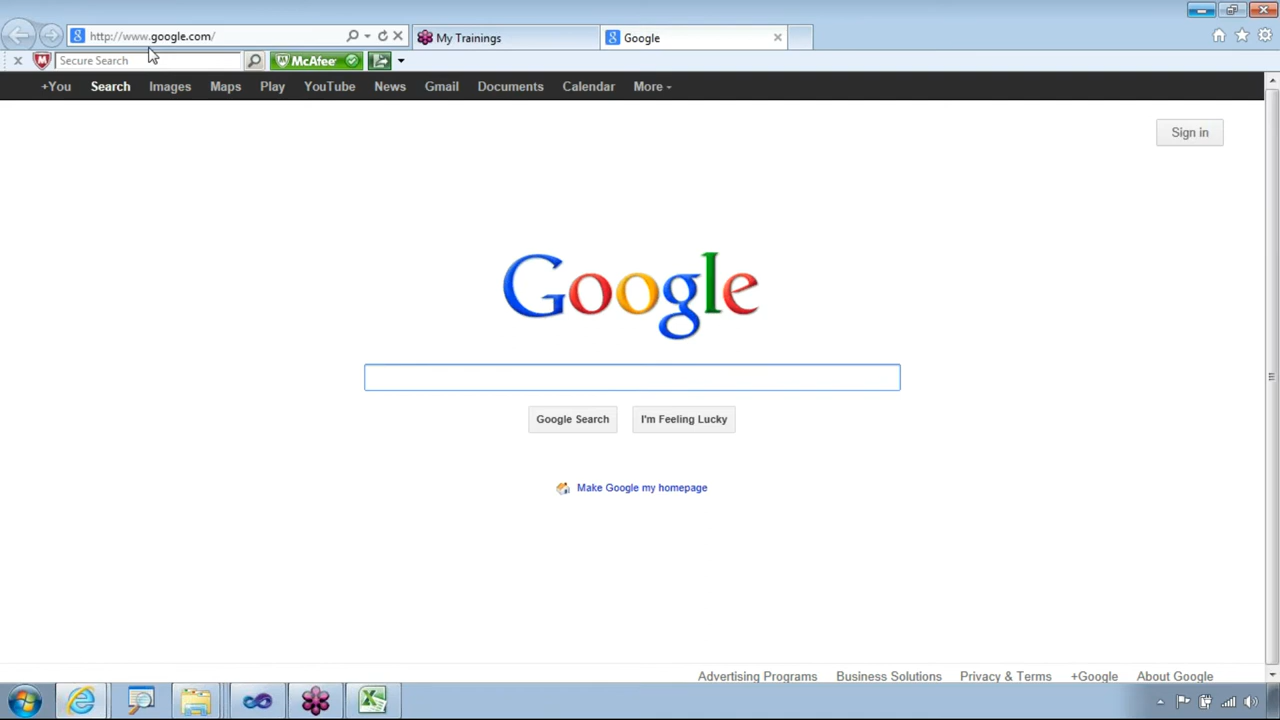 http://www.google.com/
My Trainings
Google
Secure Search
McAfee
+You Search Images Maps Play YouTube News Gmail Documents Calendar More
Sign in
Google
Google Search
I'm Feeling Lucky
Make Google my homepage
Advertising Programs Business Solutions Privacy & Terms +Google About Google